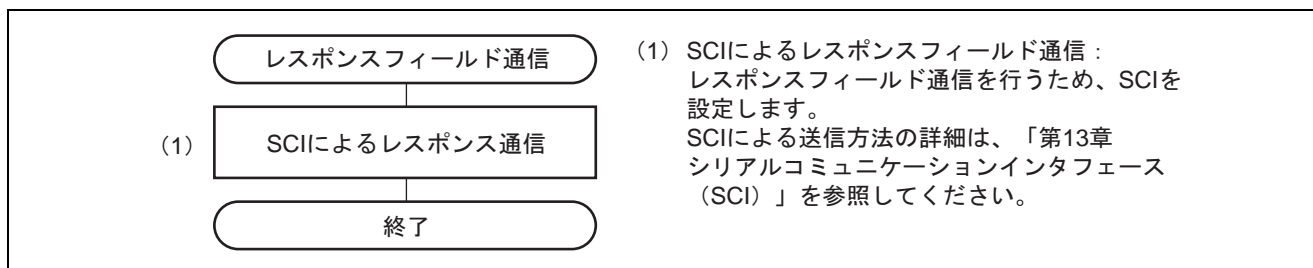 レスポンスフィールド通信
(1) SCIによるレスポンス通信
終了
(1) SCIによるレスポンスフィールド通信：
レスポンスフィールド通信を行うため、SCIを
設定します。
SCIによる送信方法の詳細は、「第13章
シリアルコミュニケーションインタフェース
（SCI）」を参照してください。